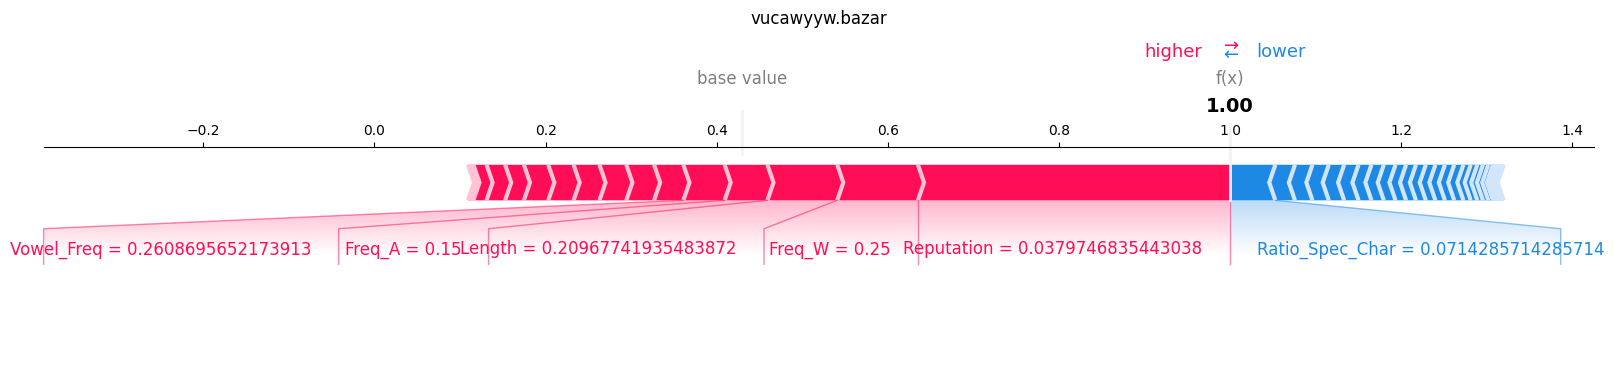 vucawyyw.bazar
higher ⇄ lower
base value f(x)
1.00
−0.2 0.0 0.2 0.4 0.6 0.8 1.0 1.2 1.4
Vowel_Freq = 0.2608695652173913 Freq_A = 0.15 Length = 0.20967741935483872 Freq_W = 0.25 Reputation = 0.0379746835443038 Ratio_Spec_Char = 0.0714285714285714